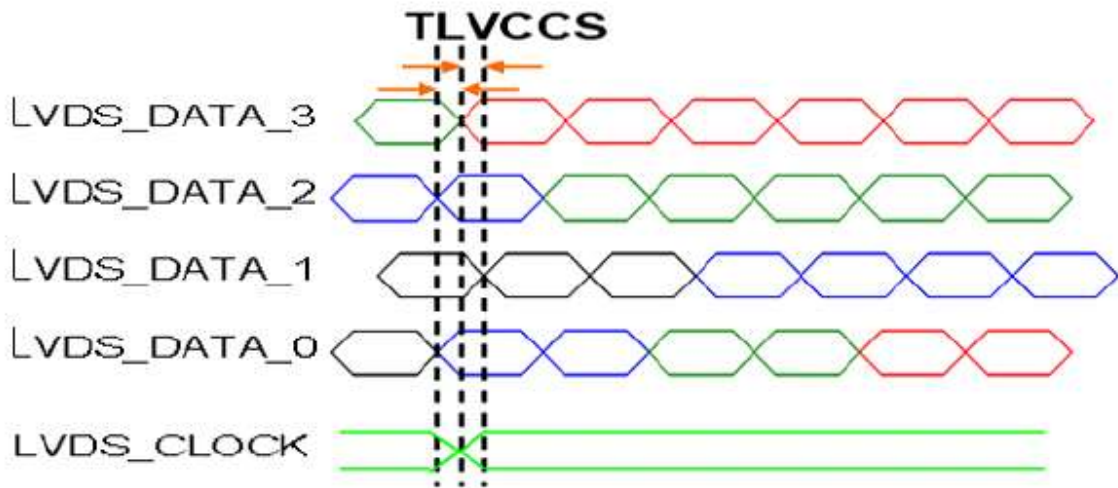 TLVCCS
LVDS_DATA_3
LVDS_DATA_2
LVDS_DATA_1
LVDS_DATA_0
LVDS_CLOCK